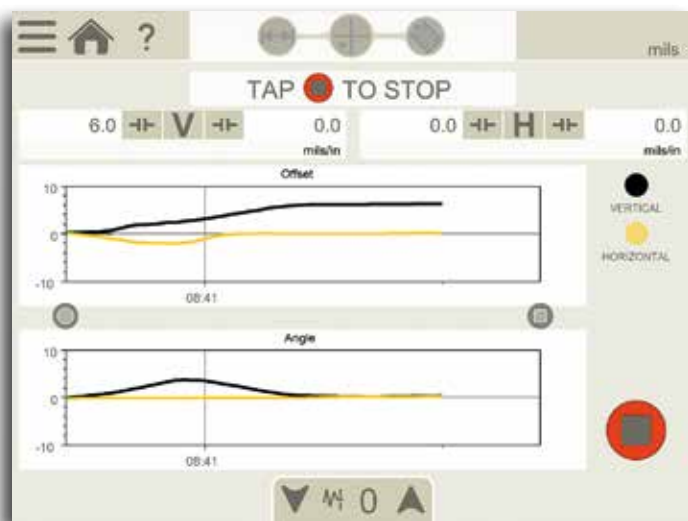 ?
mils
TAP TO STOP
6.0 V 0.0 0.0 H 0.0
mils/in mils/in
Offset
10
0
-10
08:41
VERTICAL
HORIZONTAL
Angle
10
0
-10
08:41
0